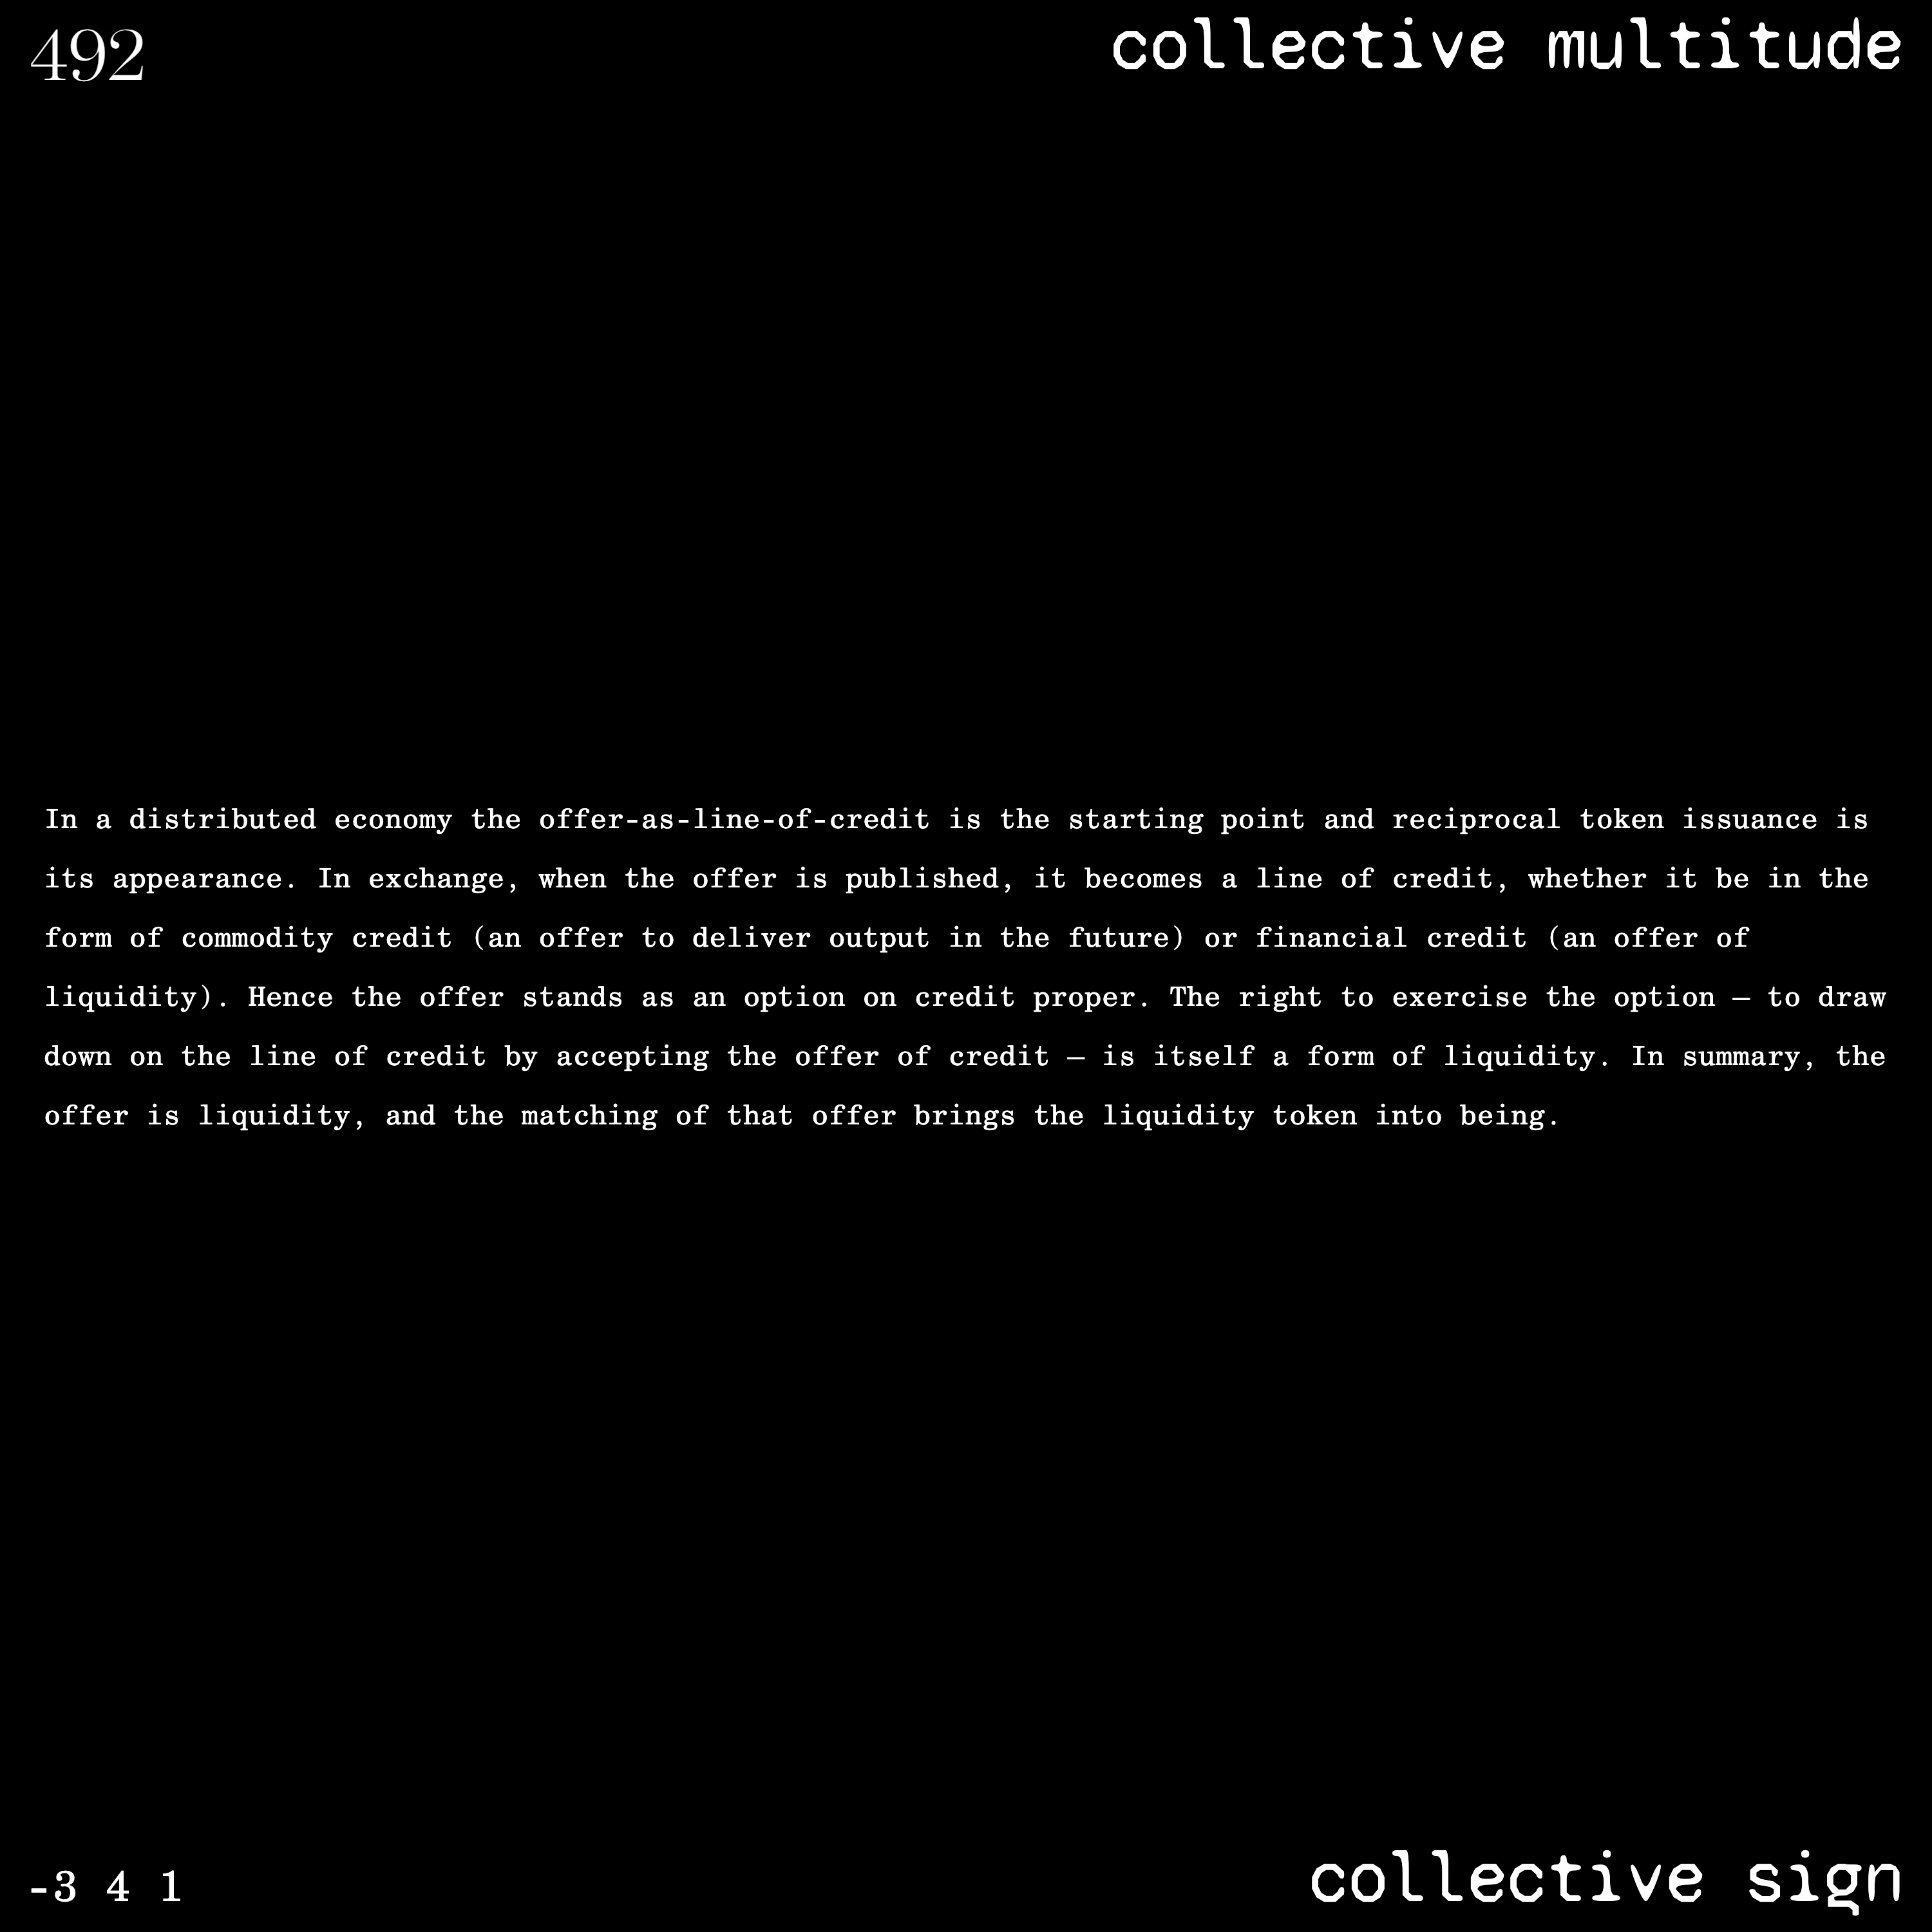 492
collective multitude
In a distributed economy the offer-as-line-of-credit is the starting point and reciprocal token issuance is
its appearance. In exchange, when the offer is published, it becomes a line of credit, whether it be in the
form of commodity credit (an offer to deliver output in the future) or financial credit (an offer of
liquidity). Hence the offer stands as an option on credit proper. The right to exercise the option — to draw
down on the line of credit by accepting the offer of credit — is itself a form of liquidity. In summary, the
offer is liquidity, and the matching of that offer brings the liquidity token into being.
-3 4 1
collective sign